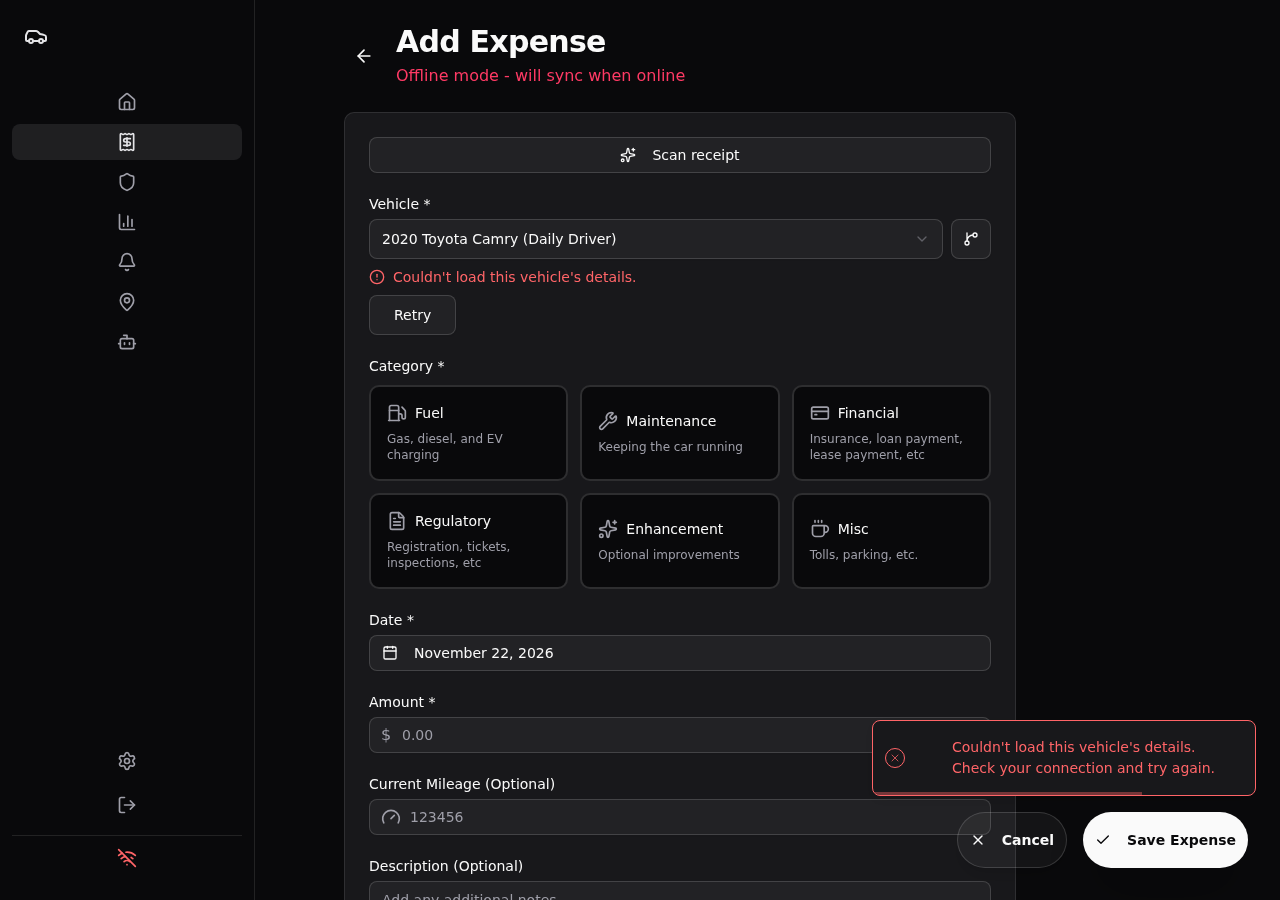 Add Expense
Offline mode - will sync when online
Scan receipt
Vehicle *
2020 Toyota Camry (Daily Driver)
Couldn't load this vehicle's details.
Retry
Category *
Fuel
Gas, diesel, and EV
charging
Maintenance
Keeping the car running
Financial
Insurance, loan payment,
lease payment, etc
Regulatory
Registration, tickets,
inspections, etc
Enhancement
Optional improvements
Misc
Tolls, parking, etc.
Date *
November 22, 2026
Amount *
$ 0.00
Couldn't load this vehicle's details.
Check your connection and try again.
Current Mileage (Optional)
123456
Cancel
Save Expense
Description (Optional)
Add any additional notes